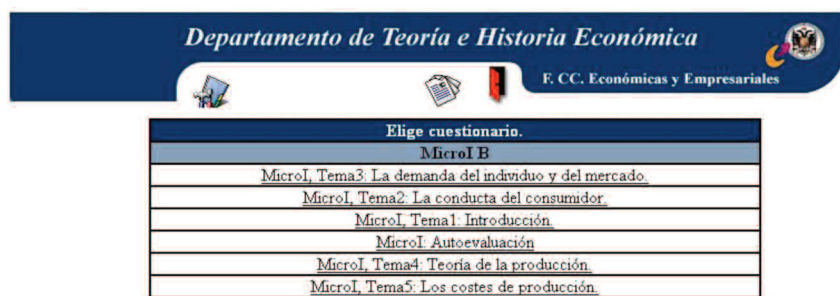 Departamento de Teoría e Historia Económica
F. CC. Económicas y Empresariales
Elige cuestionario.
MicroI B
MicroI, Tema3: La demanda del individuo y del mercado.
MicroI, Tema2: La conducta del consumidor.
MicroI, Tema1: Introducción.
MicroI: Autoevaluación
MicroI, Tema4: Teoría de la producción.
MicroI, Tema5: Los costes de producción.